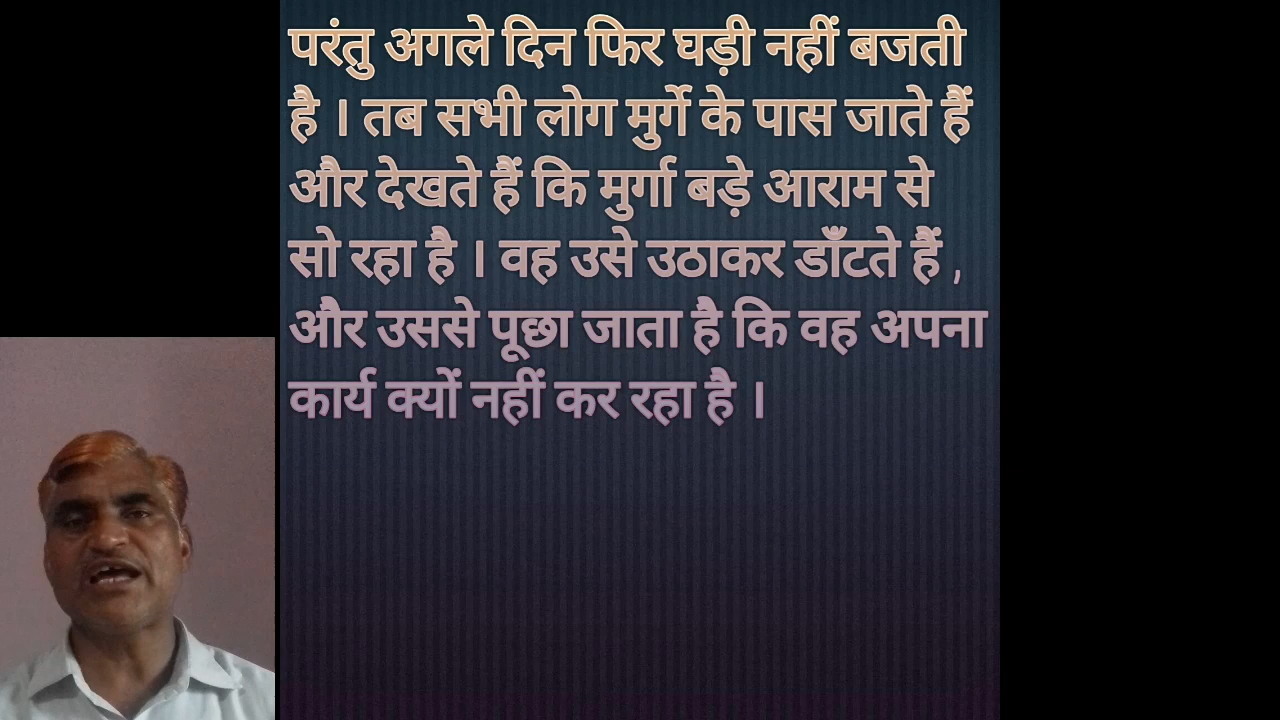 परंतु अगले दिन फिर घड़ी नहीं बजती
है । तब सभी लोग मुर्गे के पास जाते हैं
और देखते हैं कि मुर्गा बड़े आराम से
सो रहा है । वह उसे उठाकर डाँटते हैं ,
और उससे पूछा जाता है कि वह अपना
कार्य क्यों नहीं कर रहा है ।